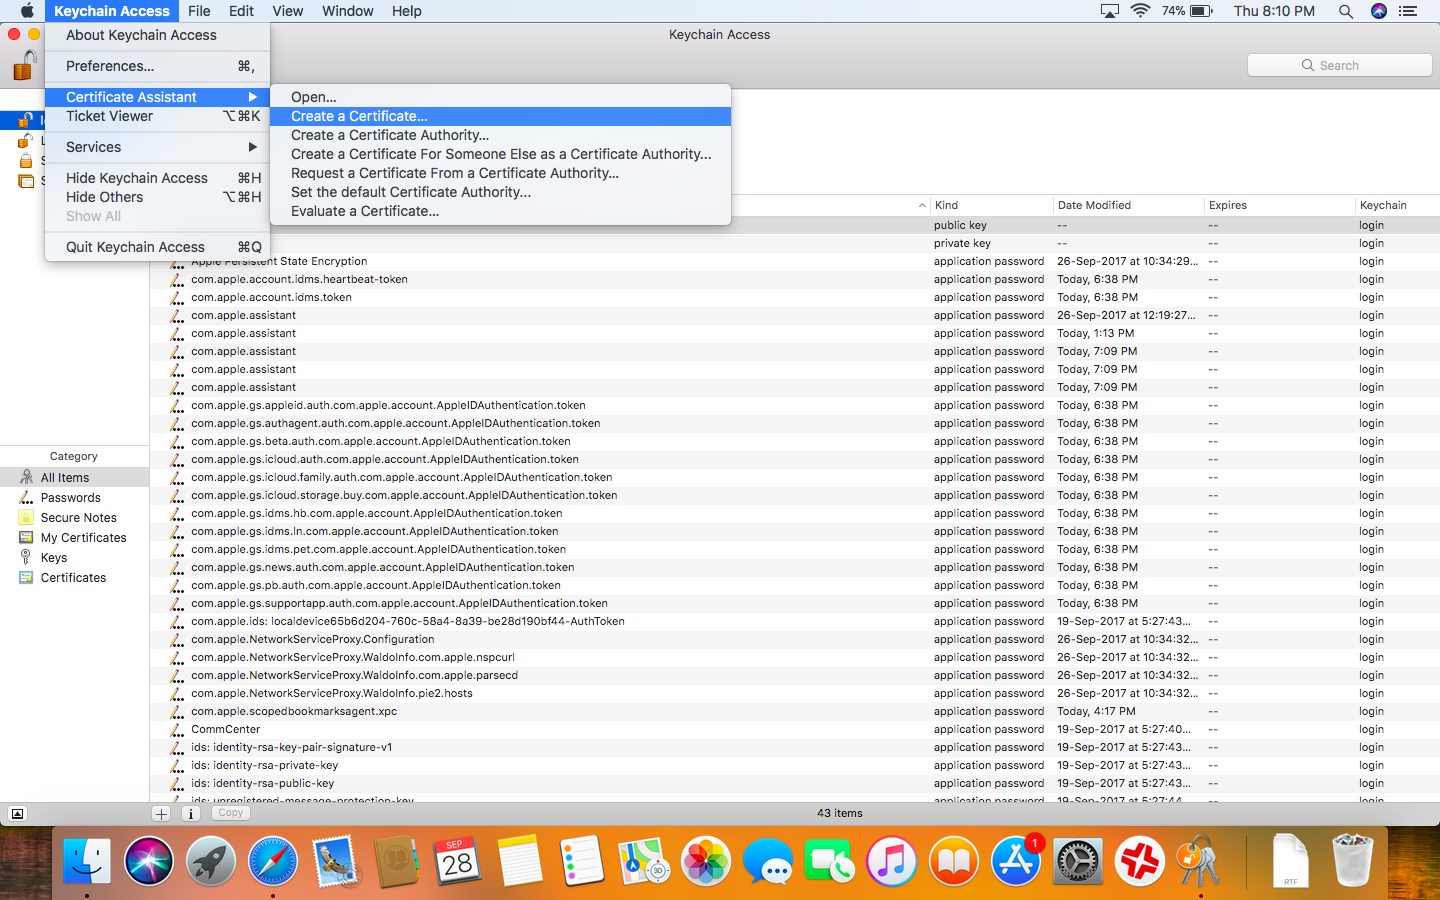 Keychain Access File Edit View Window Help 74% Thu 8:10 PM
Keychain Access
Search
About Keychain Access
Preferences... ⌘,
Certificate Assistant
Ticket Viewer ⌥⌘K
Services
Hide Keychain Access ⌘H
Hide Others ⌥⌘H
Show All
Quit Keychain Access ⌘Q
Open...
Create a Certificate...
Create a Certificate Authority...
Create a Certificate For Someone Else as a Certificate Authority...
Request a Certificate From a Certificate Authority...
Set the default Certificate Authority...
Evaluate a Certificate...
Kind Date Modified Expires Keychain
public key -- -- login
private key -- -- login
Apple Persistent State Encryption application password 26-Sep-2017 at 10:34:29... -- login
com.apple.account.idms.heartbeat-token application password Today, 6:38 PM -- login
com.apple.account.idms.token application password Today, 6:38 PM -- login
com.apple.assistant application password 26-Sep-2017 at 12:19:27... -- login
com.apple.assistant application password Today, 1:13 PM -- login
com.apple.assistant application password Today, 7:09 PM -- login
com.apple.assistant application password Today, 7:09 PM -- login
com.apple.assistant application password Today, 7:09 PM -- login
com.apple.gs.appleid.auth.com.apple.account.AppleIDAuthentication.token application password Today, 6:38 PM -- login
com.apple.gs.authagent.auth.com.apple.account.AppleIDAuthentication.token application password Today, 6:38 PM -- login
com.apple.gs.beta.auth.com.apple.account.AppleIDAuthentication.token application password Today, 6:38 PM -- login
com.apple.gs.icloud.auth.com.apple.account.AppleIDAuthentication.token application password Today, 6:38 PM -- login
com.apple.gs.icloud.family.auth.com.apple.account.AppleIDAuthentication.token application password Today, 6:38 PM -- login
com.apple.gs.icloud.storage.buy.com.apple.account.AppleIDAuthentication.token application password Today, 6:38 PM -- login
com.apple.gs.idms.hb.com.apple.account.AppleIDAuthentication.token application password Today, 6:38 PM -- login
com.apple.gs.idms.ln.com.apple.account.AppleIDAuthentication.token application password Today, 6:38 PM -- login
com.apple.gs.idms.pet.com.apple.account.AppleIDAuthentication.token application password Today, 6:38 PM -- login
com.apple.gs.news.auth.com.apple.account.AppleIDAuthentication.token application password Today, 6:38 PM -- login
com.apple.gs.pb.auth.com.apple.account.AppleIDAuthentication.token application password Today, 6:38 PM -- login
com.apple.gs.supportapp.auth.com.apple.account.AppleIDAuthentication.token application password Today, 6:38 PM -- login
com.apple.ids: localdevice65b6d204-760c-58a4-8a39-be28d190bf44-AuthToken application password 19-Sep-2017 at 5:27:43... -- login
com.apple.NetworkServiceProxy.Configuration application password 26-Sep-2017 at 10:34:32... -- login
com.apple.NetworkServiceProxy.WaldoInfo.com.apple.nspcurl application password 26-Sep-2017 at 10:34:32... -- login
com.apple.NetworkServiceProxy.WaldoInfo.com.apple.parsecd application password 26-Sep-2017 at 10:34:32... -- login
com.apple.NetworkServiceProxy.WaldoInfo.pie2.hosts application password 26-Sep-2017 at 10:34:32... -- login
com.apple.scopedbookmarksagent.xpc application password Today, 4:17 PM -- login
CommCenter application password 19-Sep-2017 at 5:27:40... -- login
ids: identity-rsa-key-pair-signature-v1 application password 19-Sep-2017 at 5:27:43... -- login
ids: identity-rsa-private-key application password 19-Sep-2017 at 5:27:43... -- login
ids: identity-rsa-public-key application password 19-Sep-2017 at 5:27:43... -- login
ids: unregistered-message-protection-key application password 19-Sep-2017 at 5:27:44... -- login
Category
All Items
Passwords
Secure Notes
My Certificates
Keys
Certificates
Copy
43 items
SEP
28
3D
1
RTF